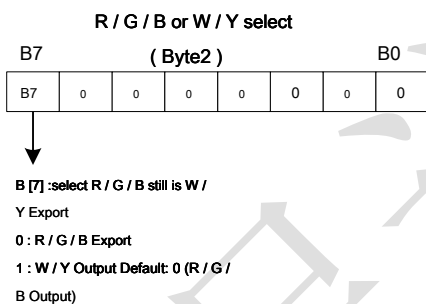 R / G / B or W / Y select
B7 ( Byte2 ) B0
B7 0 0 0 0 0 0 0
B [7] :select R / G / B still is W /
Y Export
0 : R / G / B Export
1 : W / Y Output Default: 0 (R / G /
B Output)